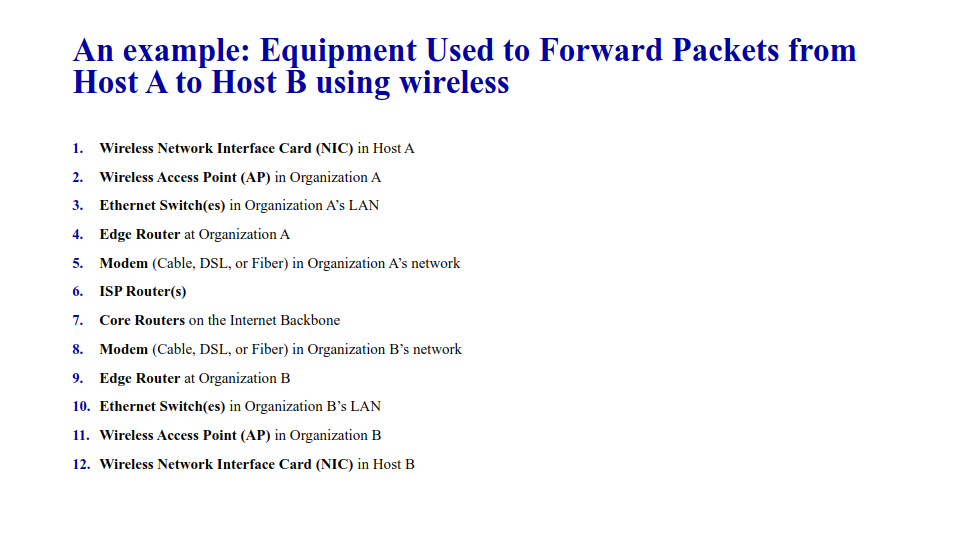 An example: Equipment Used to Forward Packets from
Host A to Host B using wireless
1. Wireless Network Interface Card (NIC) in Host A
2. Wireless Access Point (AP) in Organization A
3. Ethernet Switch(es) in Organization A’s LAN
4. Edge Router at Organization A
5. Modem (Cable, DSL, or Fiber) in Organization A’s network
6. ISP Router(s)
7. Core Routers on the Internet Backbone
8. Modem (Cable, DSL, or Fiber) in Organization B’s network
9. Edge Router at Organization B
10. Ethernet Switch(es) in Organization B’s LAN
11. Wireless Access Point (AP) in Organization B
12. Wireless Network Interface Card (NIC) in Host B